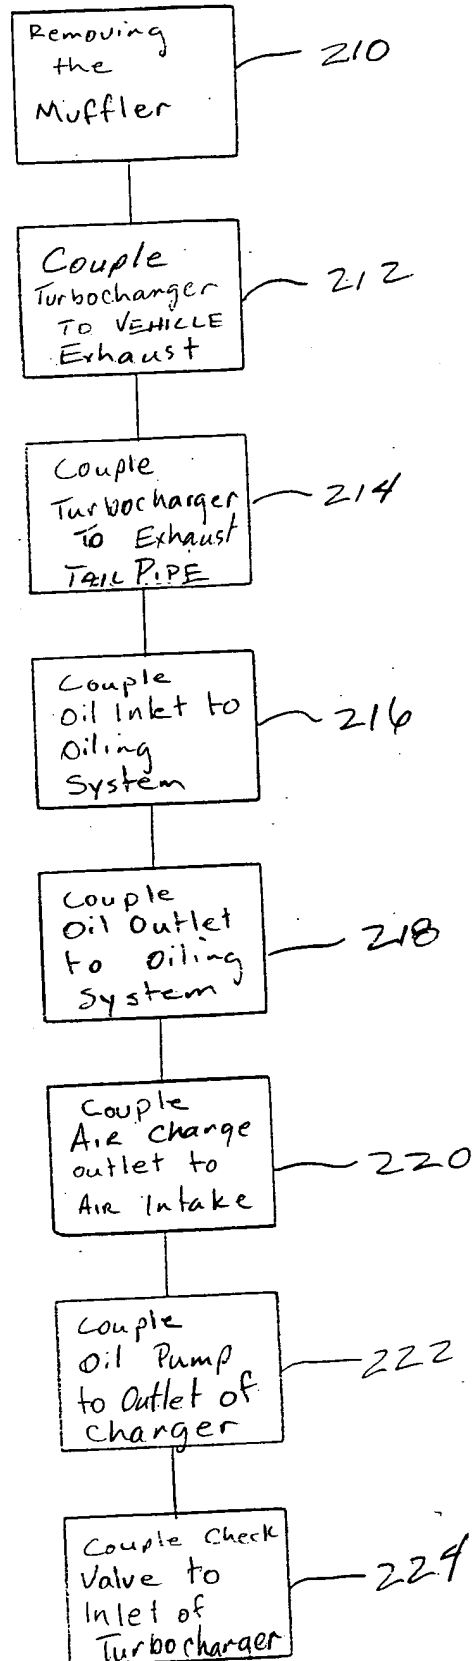 Removing
the
Muffler
210
Couple
Turbochanger
TO VEHICLE
Exhaust
212
Couple
Turbocharger
TO Exhaust
TAIL PIPE
214
Couple
Oil Inlet to
Oiling
System
216
Couple
Oil Outlet
to Oiling
System
218
Couple
AIR Change
outlet to
AIR Intake
220
Couple
Oil Pump
to Outlet of
Charger
222
Couple Check
Valve to
Inlet of
Turbocharger
224